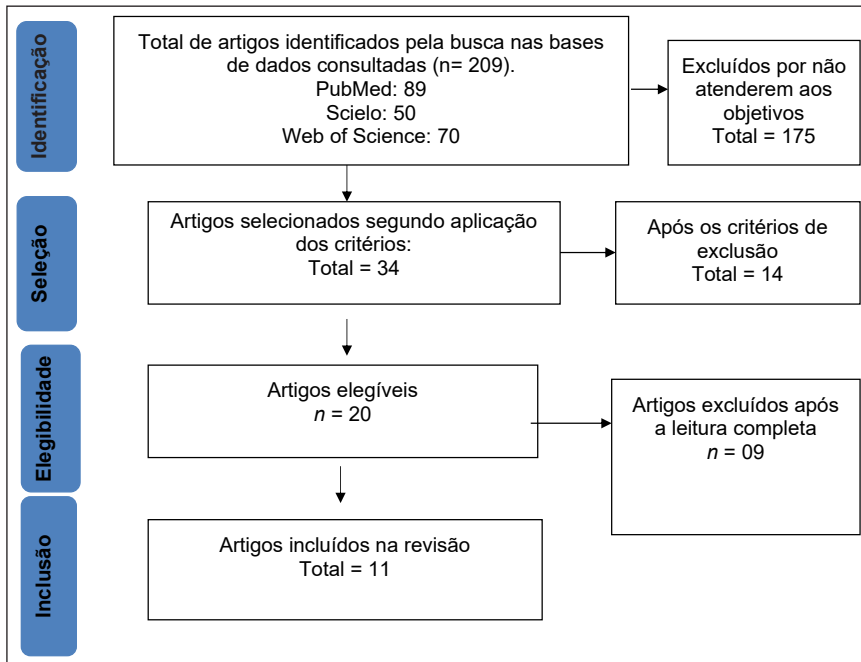 Identificação
Total de artigos identificados pela busca nas bases
de dados consultadas (n= 209).
PubMed: 89
Scielo: 50
Web of Science: 70
Excluídos por não
atenderem aos
objetivos
Total = 175
Seleção
Artigos selecionados segundo aplicação
dos critérios:
Total = 34
Após os critérios de
exclusão
Total = 14
Elegibilidade
Artigos elegíveis
n = 20
Artigos excluídos após
a leitura completa
n = 09
Inclusão
Artigos incluídos na revisão
Total = 11